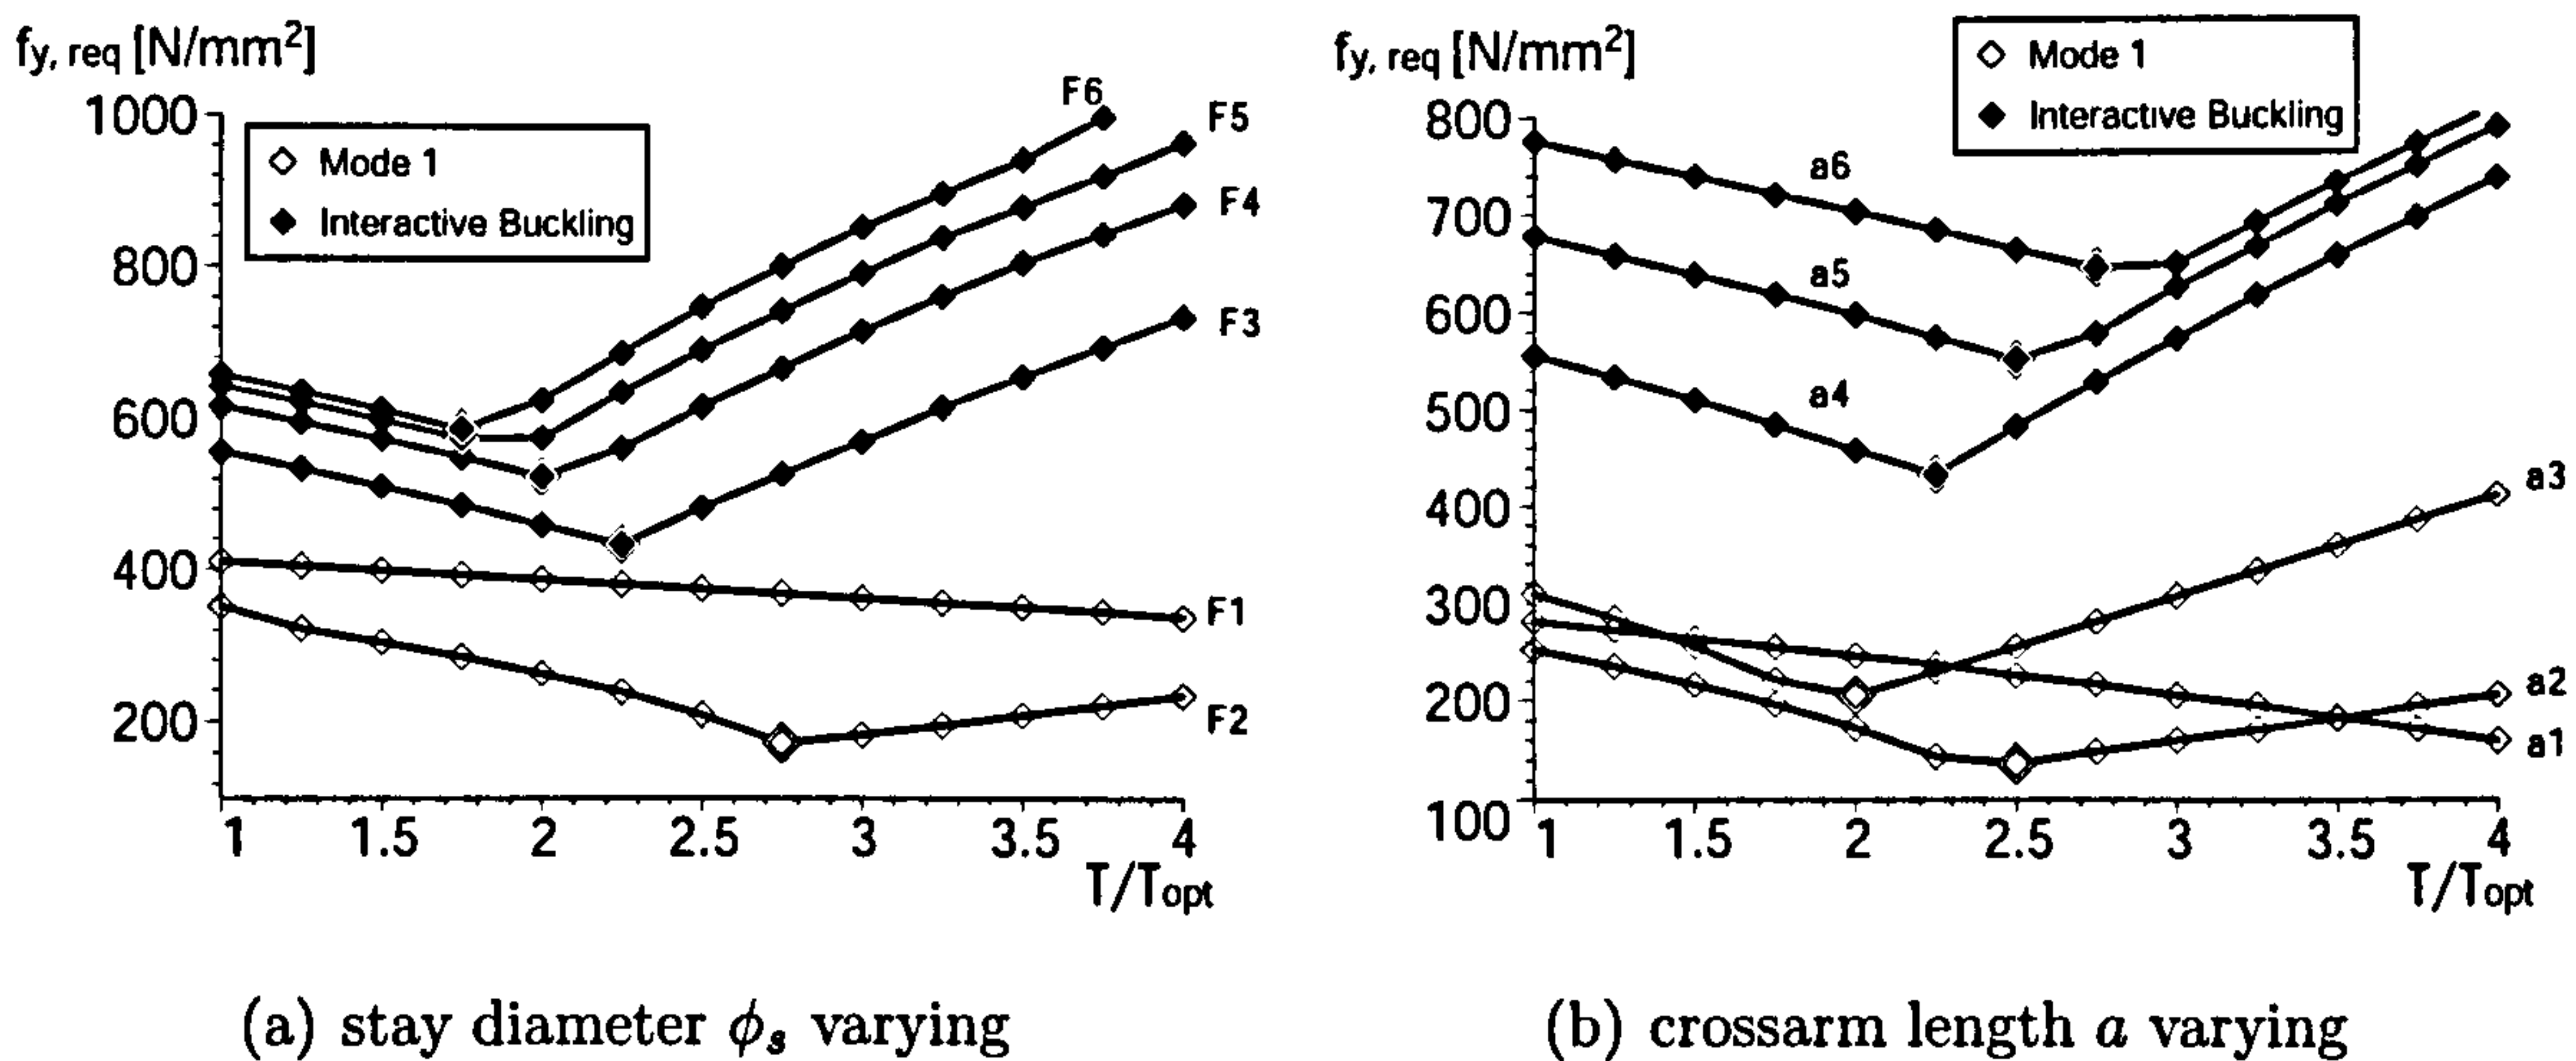 fy, req [N/mm²]
1000
800
600
400
200
Mode 1
Interactive Buckling
F6
F5
F4
F3
F1
F2
1 1.5 2 2.5 3 3.5 4
T/Topt
(a) stay diameter ϕs varying
fy, req [N/mm²]
800
700
600
500
400
300
200
100
Mode 1
Interactive Buckling
a6
a5
a4
a3
a2
a1
1 1.5 2 2.5 3 3.5 4
T/Topt
(b) crossarm length a varying